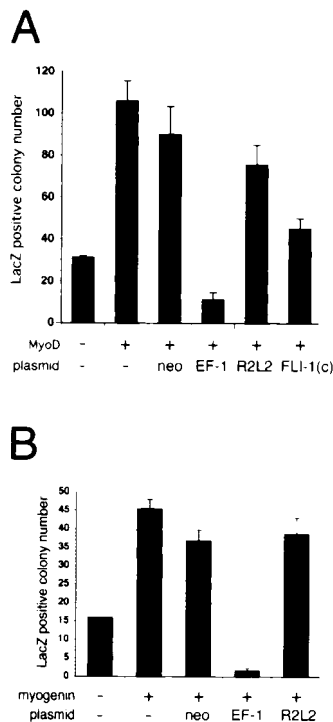 A
LacZ positive colony number
120
100
80
60
40
20
0
MyoD - + + + + +
plasmid - - neo EF-1 R2L2 FLI-1(c)
B
LacZ positive colony number
50
45
40
35
30
25
20
15
10
5
0
myogenin - + + + +
plasmid - - neo EF-1 R2L2